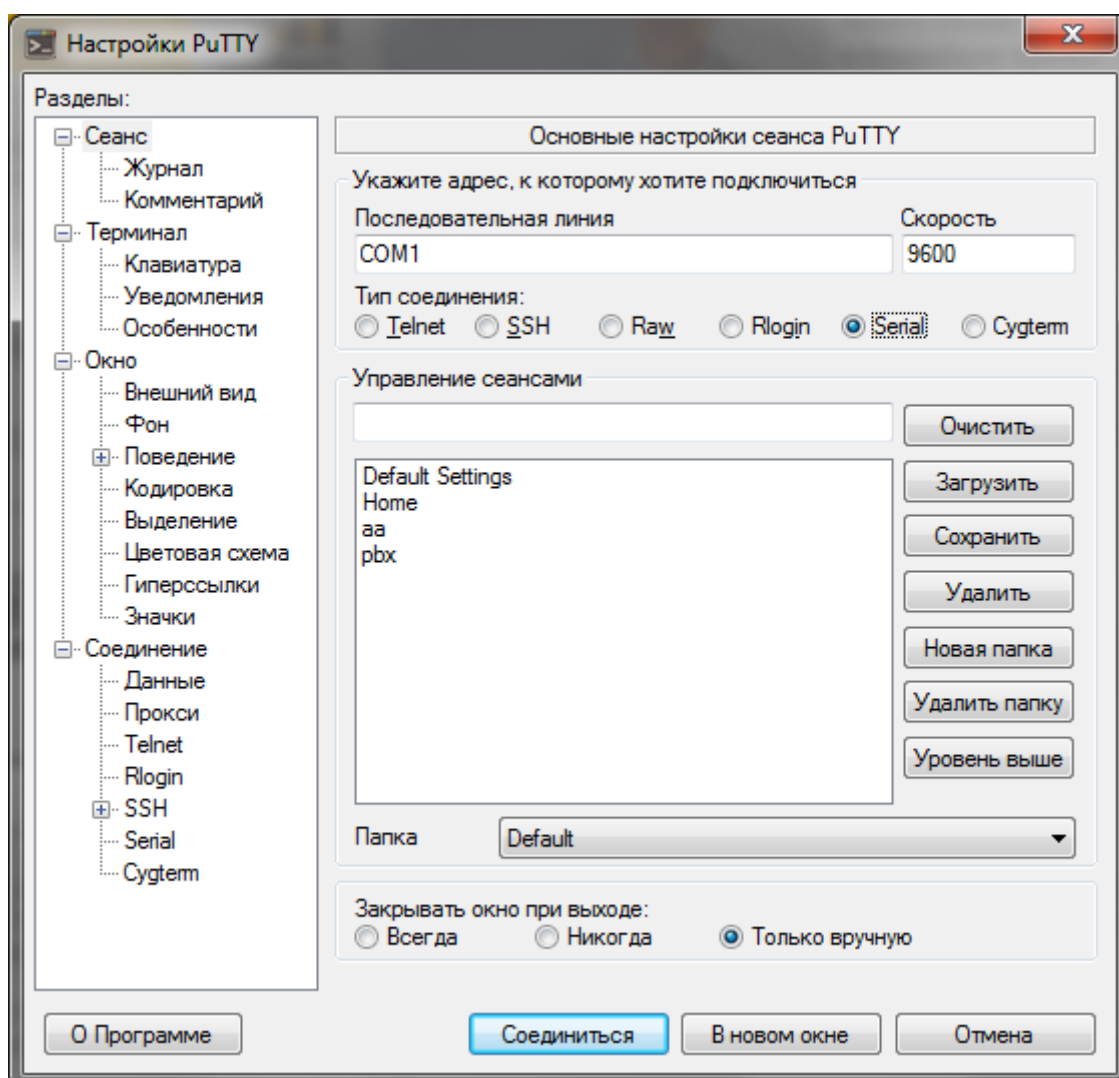 Настройки PuTTY
Разделы:
Сеанс
Журнал
Комментарий
Терминал
Клавиатура
Уведомления
Особенности
Окно
Внешний вид
Фон
Поведение
Кодировка
Выделение
Цветовая схема
Гиперссылки
Значки
Соединение
Данные
Прокси
Telnet
Rlogin
SSH
Serial
Cygterm
Основные настройки сеанса PuTTY
Укажите адрес, к которому хотите подключиться
Последовательная линия Скорость
COM1 9600
Тип соединения:
Telnet SSH Raw Rlogin Serial Cygterm
Управление сеансами
Очистить
Default Settings
Home
aa
pbx
Загрузить
Сохранить
Удалить
Новая папка
Удалить папку
Уровень выше
Папка Default
Закрывать окно при выходе:
Всегда Никогда Только вручную
О Программе Соединиться В новом окне Отмена